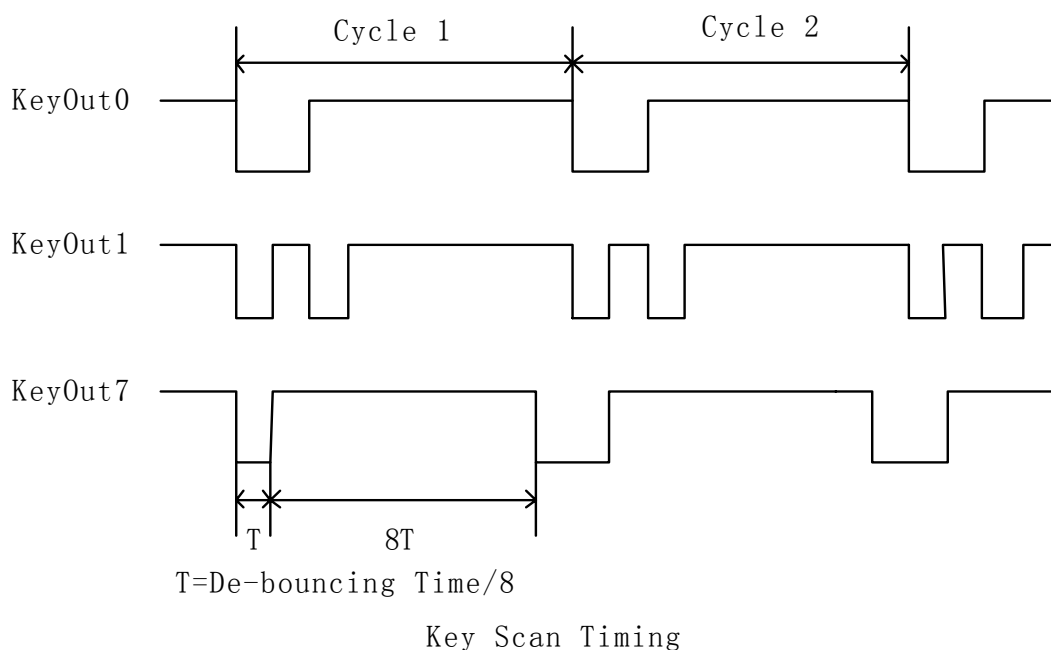 Cycle 1
Cycle 2
KeyOut0
KeyOut1
KeyOut7
T
8T
T=De-bouncing Time/8
Key Scan Timing